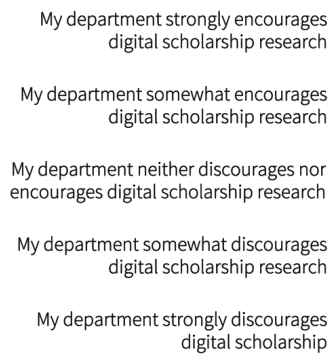 My department strongly encourages
digital scholarship research
My department somewhat encourages
digital scholarship research
My department neither discourages nor
encourages digital scholarship research
My department somewhat discourages
digital scholarship research
My department strongly discourages
digital scholarship